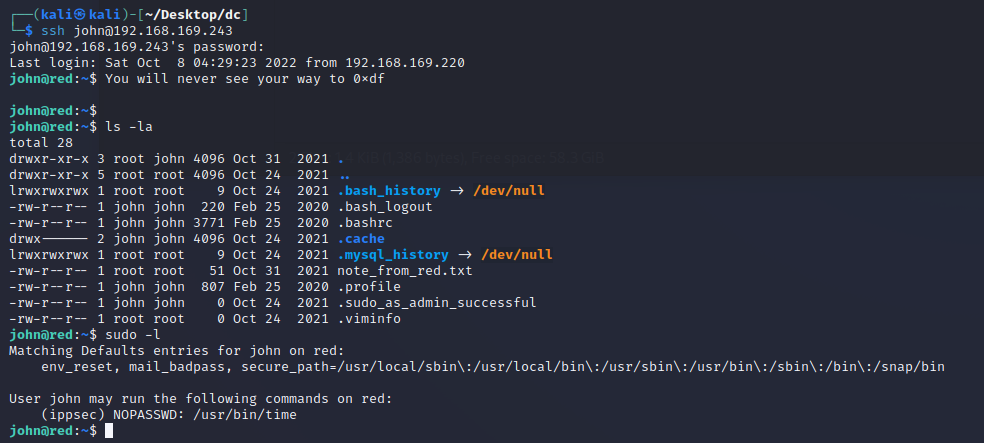 ┌──(kali㉿kali)-[~/Desktop/dc]
└─$ ssh john@192.168.169.243
john@192.168.169.243's password:
Last login: Sat Oct  8 04:29:23 2022 from 192.168.169.220
john@red:~$ You will never see your way to 0×df

john@red:~$
john@red:~$ ls -la
total 28
drwxr-xr-x 3 root john 4096 Oct 31  2021 .
drwxr-xr-x 5 root root 4096 Oct 24  2021 ..
lrwxrwxrwx 1 root root    9 Oct 24  2021 .bash_history → /dev/null
-rw-r--r-- 1 john john  220 Feb 25  2020 .bash_logout
-rw-r--r-- 1 john john 3771 Feb 25  2020 .bashrc
drwx------ 2 john john 4096 Oct 24  2021 .cache
lrwxrwxrwx 1 root root    9 Oct 24  2021 .mysql_history → /dev/null
-rw-r--r-- 1 root root   51 Oct 31  2021 note_from_red.txt
-rw-r--r-- 1 john john  807 Feb 25  2020 .profile
-rw-r--r-- 1 john john    0 Oct 24  2021 .sudo_as_admin_successful
-rw-r--r-- 1 root root    0 Oct 24  2021 .viminfo
john@red:~$ sudo -l
Matching Defaults entries for john on red:
    env_reset, mail_badpass, secure_path=/usr/local/sbin\:/usr/local/bin\:/usr/sbin\:/usr/bin\:/sbin\:/bin\:/snap/bin

User john may run the following commands on red:
    (ippsec) NOPASSWD: /usr/bin/time
john@red:~$